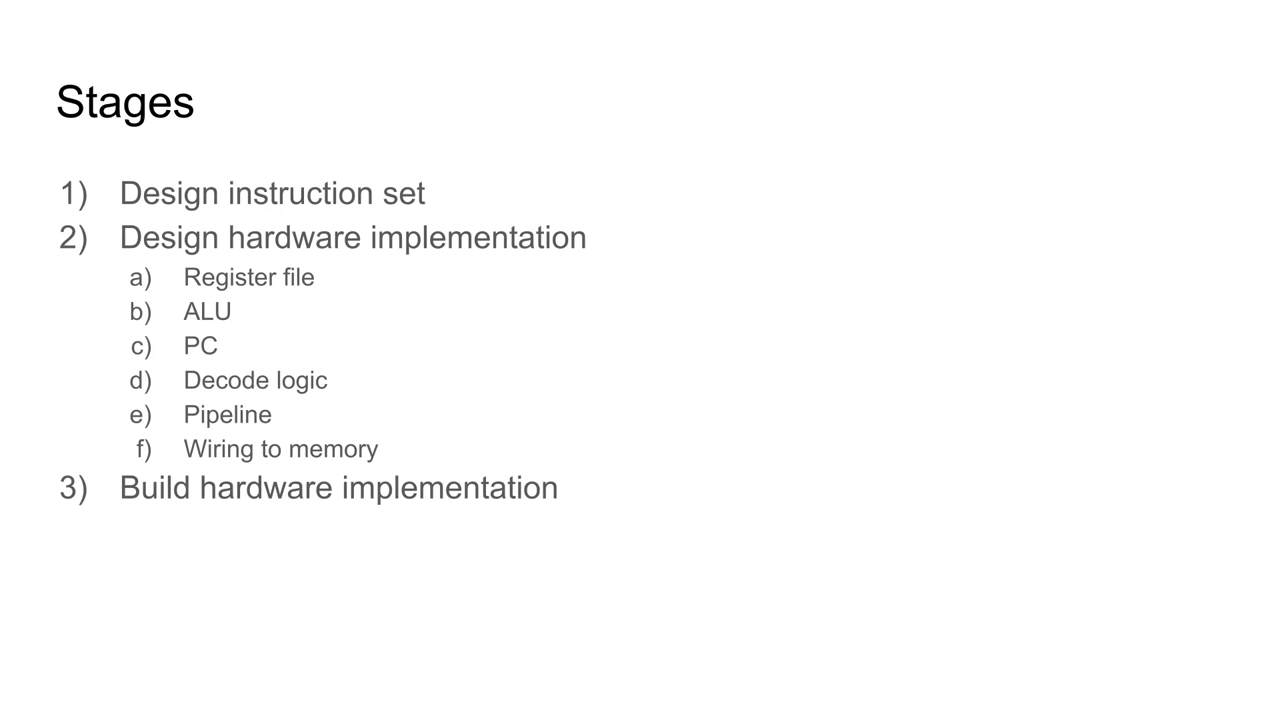 Stages
1) Design instruction set
2) Design hardware implementation
a) Register file
b) ALU
c) PC
d) Decode logic
e) Pipeline
f) Wiring to memory
3) Build hardware implementation